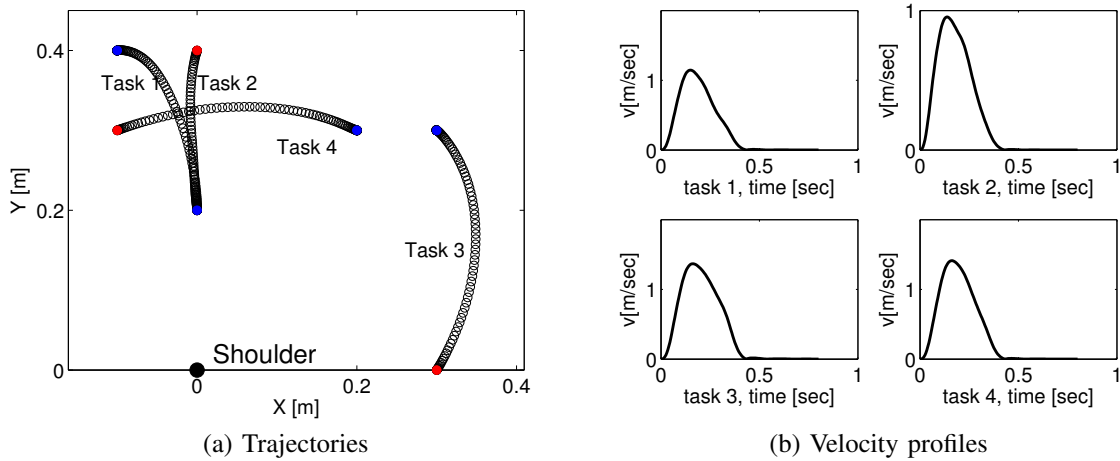 0.4
0.2
0
Y [m]
Task 1
Task 2
Task 4
Task 3
Shoulder
0
0.2
0.4
X [m]
(a) Trajectories
1
0
v[m/sec]
0
0.5
1
task 1, time [sec]
1
0
v[m/sec]
0
0.5
1
task 2, time [sec]
1
0
v[m/sec]
0
0.5
1
task 3, time [sec]
1
0
v[m/sec]
0
0.5
1
task 4, time [sec]
(b) Velocity profiles